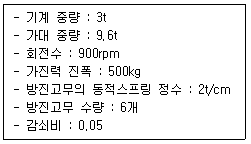 - 기계 중량 : 3t
- 가대 중량 : 9.6t
- 회전수 : 900rpm
- 가진력 진폭 : 500kg
- 방진고무의 동적스프링 정수 : 2t/cm
- 방진고무 수량 : 6개
- 감쇠비 : 0.05